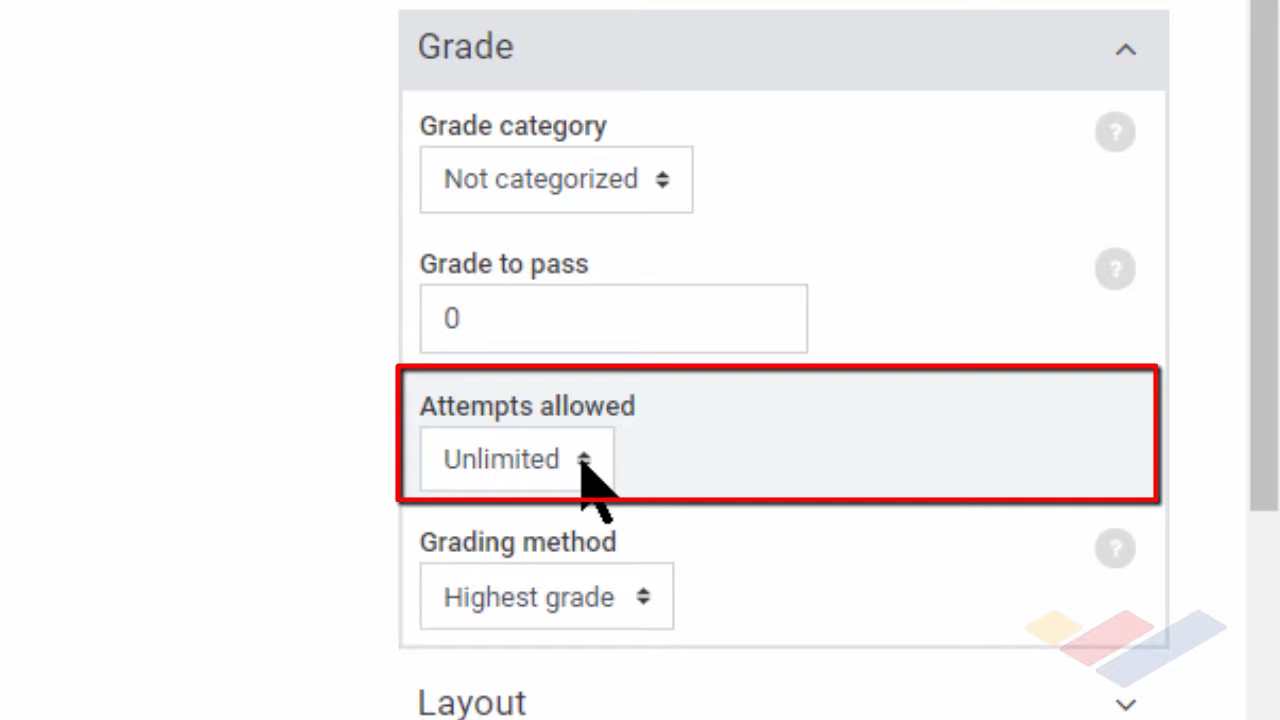 Grade
Grade category
?
Not categorized
Grade to pass
?
0
Attempts allowed
Unlimited
Grading method
?
Highest grade
Layout